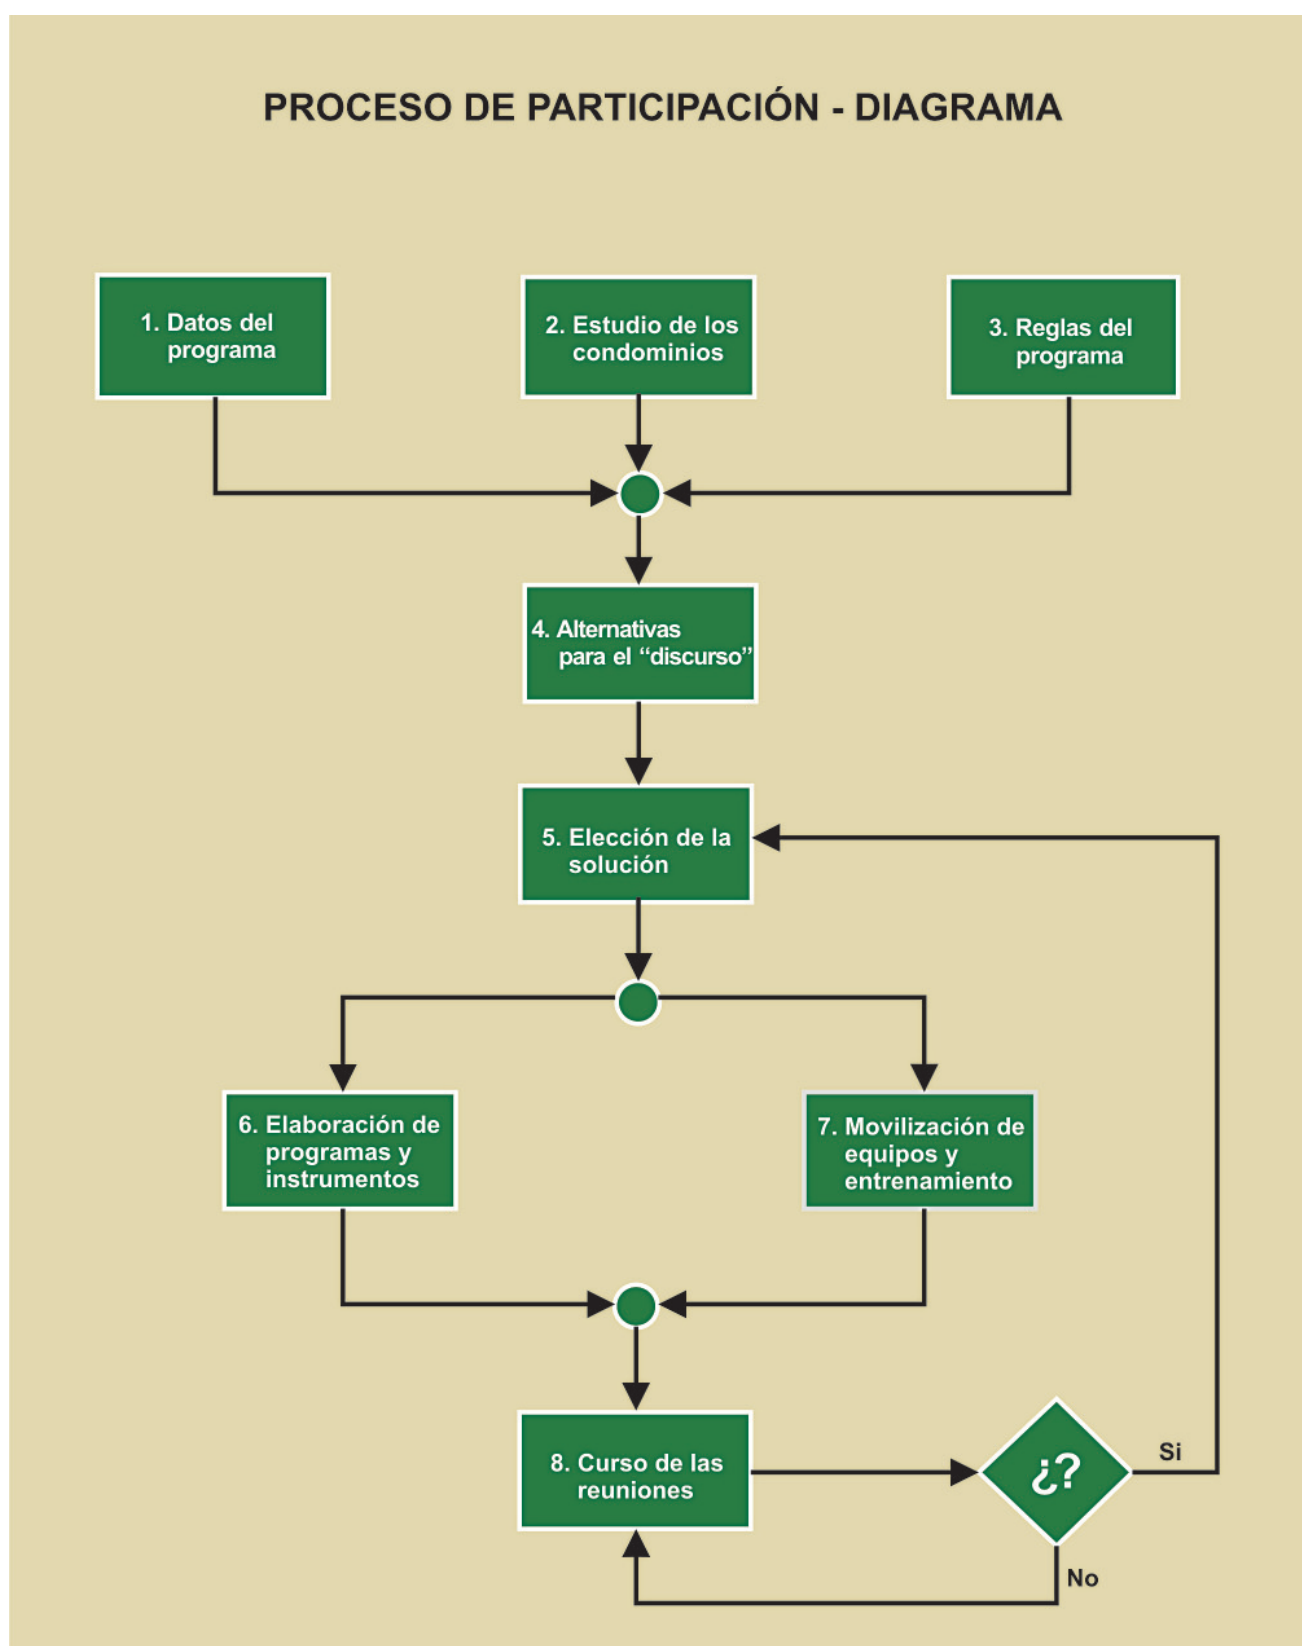 PROCESO DE PARTICIPACIÓN - DIAGRAMA
1. Datos del
programa
2. Estudio de los
condominios
3. Reglas del
programa
4. Alternativas
para el “discurso”
5. Elección de la
solución
6. Elaboración de
programas y
instrumentos
7. Movilización de
equipos y
entrenamiento
8. Curso de las
reuniones
¿?
Si
No